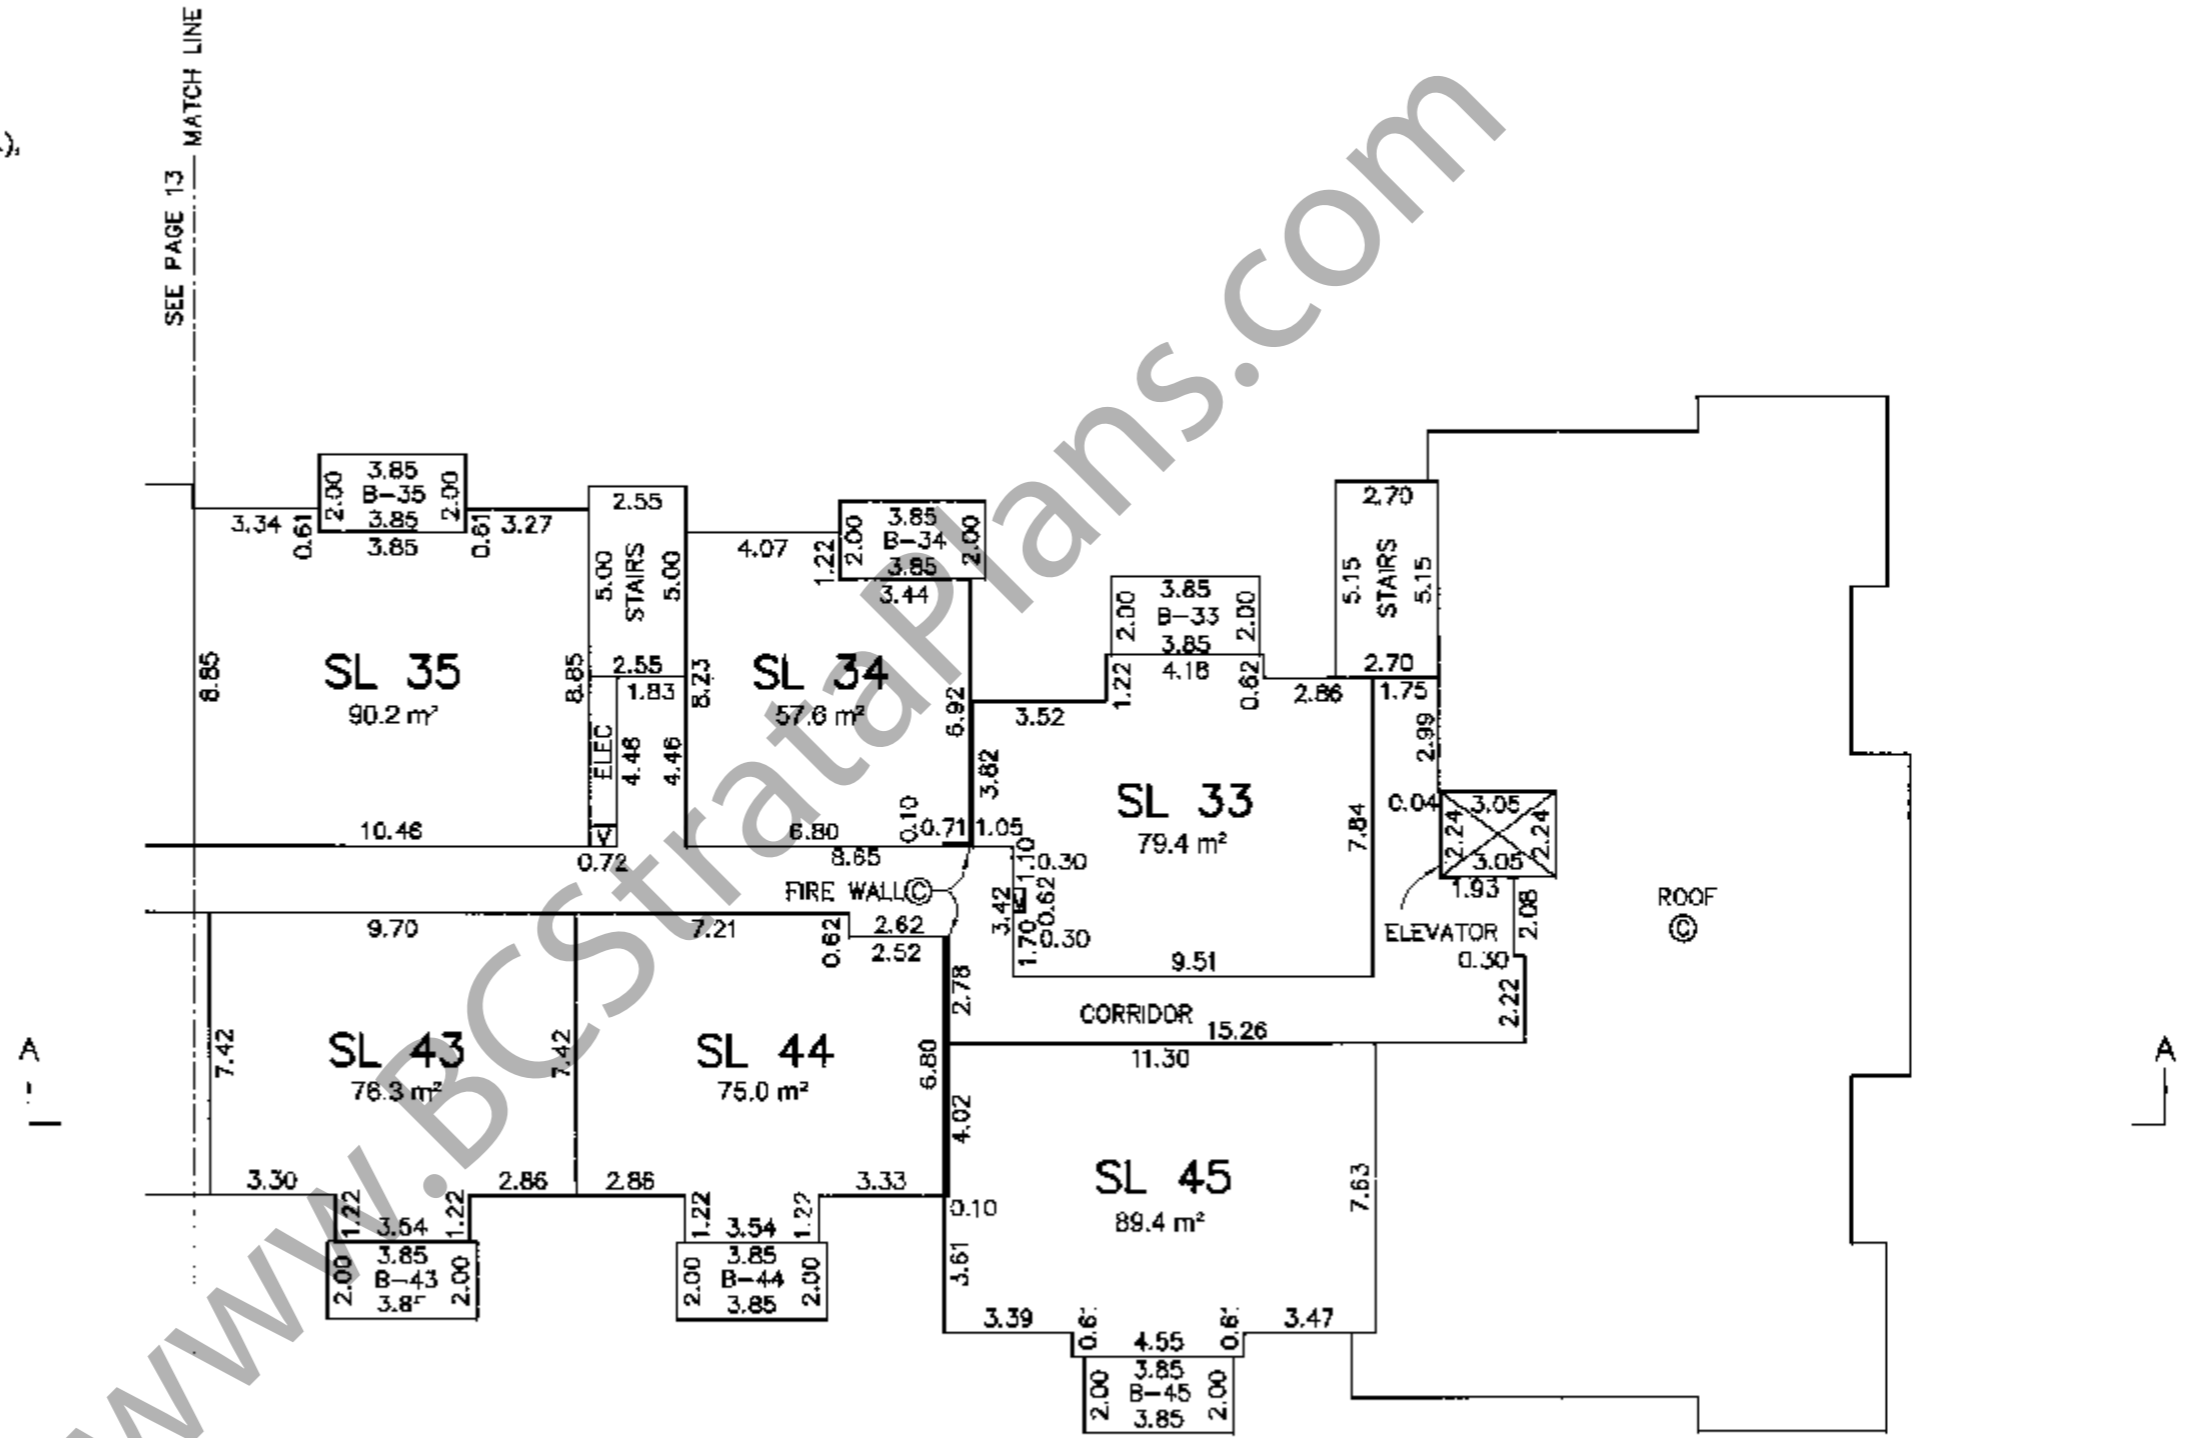 SEE PAGE 13 MATCH LINE
3.85
2.00 B-35 2.00
3.85
3.34 0.61 3.85 0.61 3.27
8.85 SL 35 8.85
90.2 m²
10.46
2.55
5.00 STAIRS 5.00
2.55
1.83
ELEC 4.46 4.46
V
0.72
3.85
2.00 B-34 2.00
3.85
4.07 1.22 3.44
8.23 SL 34 6.92
57.6 m²
6.80 0.10 0.71
8.65
FIRE WALL ©
3.85
2.00 B-33 2.00
3.85
3.52 1.22 4.16 0.62 2.86
3.82 SL 33 7.84
79.4 m²
1.05
1.10 0.30
3.42 0.62
1.70 0.30
9.51
2.70
5.15 STAIRS 5.15
2.70
1.75
2.99
0.04 3.05
2.24 2.24
3.05
1.93
ELEVATOR 2.08
0.30
2.22
ROOF
©
CORRIDOR
15.26
9.70
7.42 SL 43 7.42
3.30 1.22 3.54 1.22 2.86
3.85
2.00 B-43 2.00
7.21 0.62 2.62
2.52
2.78
SL 44 6.80
75.0 m²
2.86 1.22 3.54 1.22 3.33
3.85
2.00 B-44 2.00
3.85
11.30
4.02 SL 45 7.63
89.4 m²
0.10
3.61
3.39 4.55 3.47
3.85
2.00 B-45 2.00
3.85
A
A
www.BCStrataPlans.com